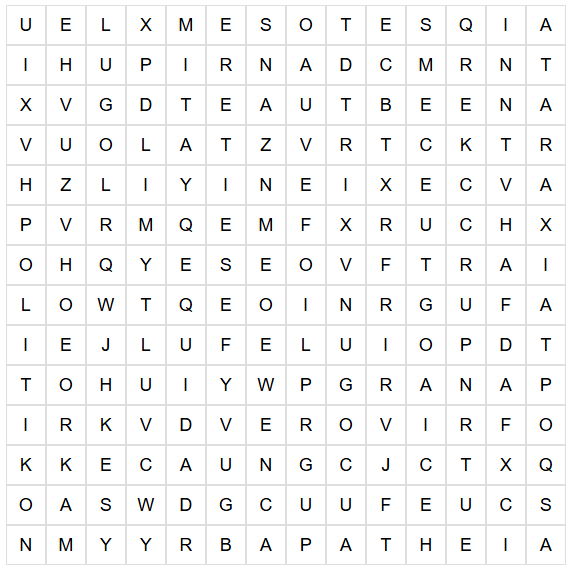 U E L X M E S O T E S Q I A
I H U P I R N A D C M R N T
X V G D T E A U T B E E N A
V U O L A T Z V R T C K T R
H Z L I Y I N E I X E C V A
P V R M Q E M F X R U C H X
O H Q Y E S E O V F T R A I
L O W T Q E O I N R G U F A
I E J L U F E L U I O P D T
T O H U I Y W P G R A N A P
I R K V D V E R O V I R F O
K K E C A U N G C J C T X Q
O A S W D G C U U F E U C S
N M Y Y R B A P A T H E I A